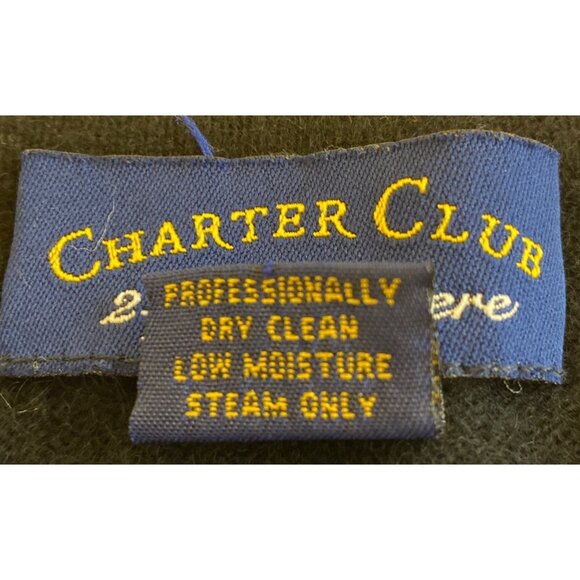 CHARTER CLUB
PROFESSIONALLY
DRY CLEAN
LOW MOISTURE
STEAM ONLY